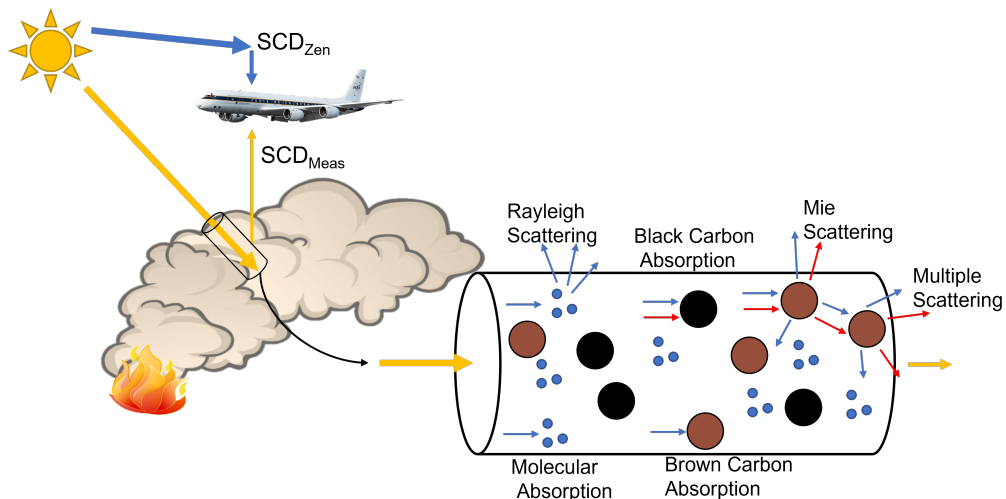 SCDZen
SCDMeas
Rayleigh
Scattering
Black Carbon
Absorption
Mie
Scattering
Multiple
Scattering
Molecular
Absorption
Brown Carbon
Absorption